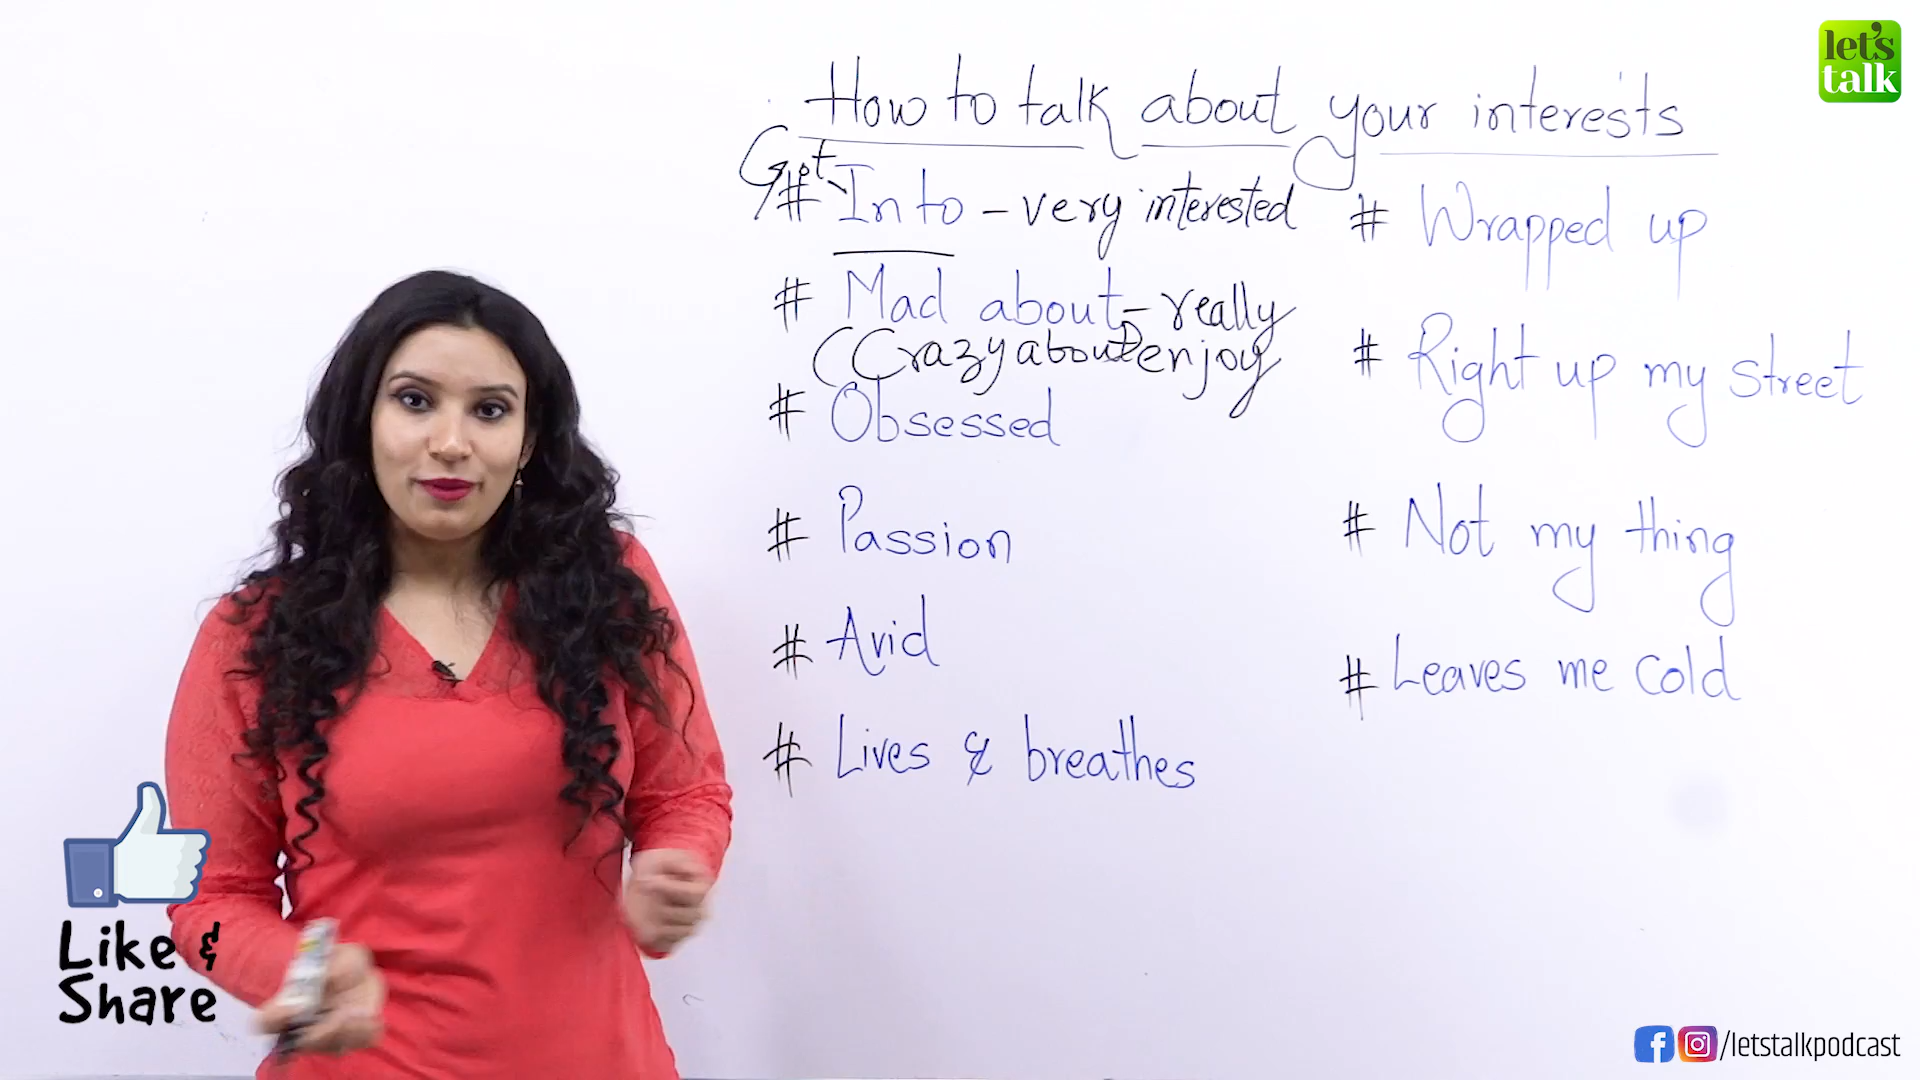 let's
talk
How to talk about your interests
Get
# Into – very interested
# Mad about – really
(Crazy about) enjoy
# Obsessed
# Passion
# Avid
# Lives & breathes
# Wrapped up
# Right up my street
# Not my thing
# Leaves me cold
Like &
Share
/letstalkpodcast